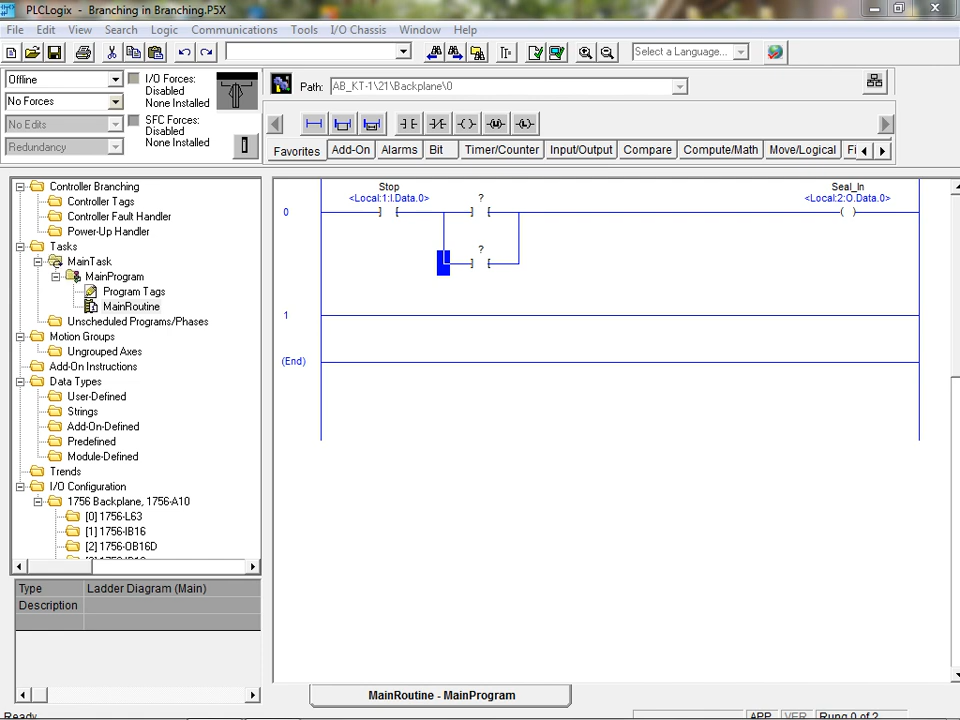 PLCLogix - Branching in Branching.P5X
File Edit View Search Logic Communications Tools I/O Chassis Window Help
Select a Language...
Offline
No Forces
No Edits
Redundancy
I/O Forces:
Disabled
None Installed
SFC Forces:
Disabled
None Installed
Path: AB_KT-1\21\Backplane\0
Favorites Add-On Alarms Bit Timer/Counter Input/Output Compare Compute/Math Move/Logical Fi
Controller Branching
Controller Tags
Controller Fault Handler
Power-Up Handler
Tasks
MainTask
MainProgram
Program Tags
MainRoutine
Unscheduled Programs/Phases
Motion Groups
Ungrouped Axes
Add-On Instructions
Data Types
User-Defined
Strings
Add-On-Defined
Predefined
Module-Defined
Trends
I/O Configuration
1756 Backplane, 1756-A10
[0] 1756-L63
[1] 1756-IB16
[2] 1756-OB16D
Type Ladder Diagram (Main)
Description
Stop
<Local:1:I.Data.0>
?
Seal_In
<Local:2:O.Data.0>
0
?
1
(End)
MainRoutine - MainProgram
Ready
APP VER Rung 0 of 2